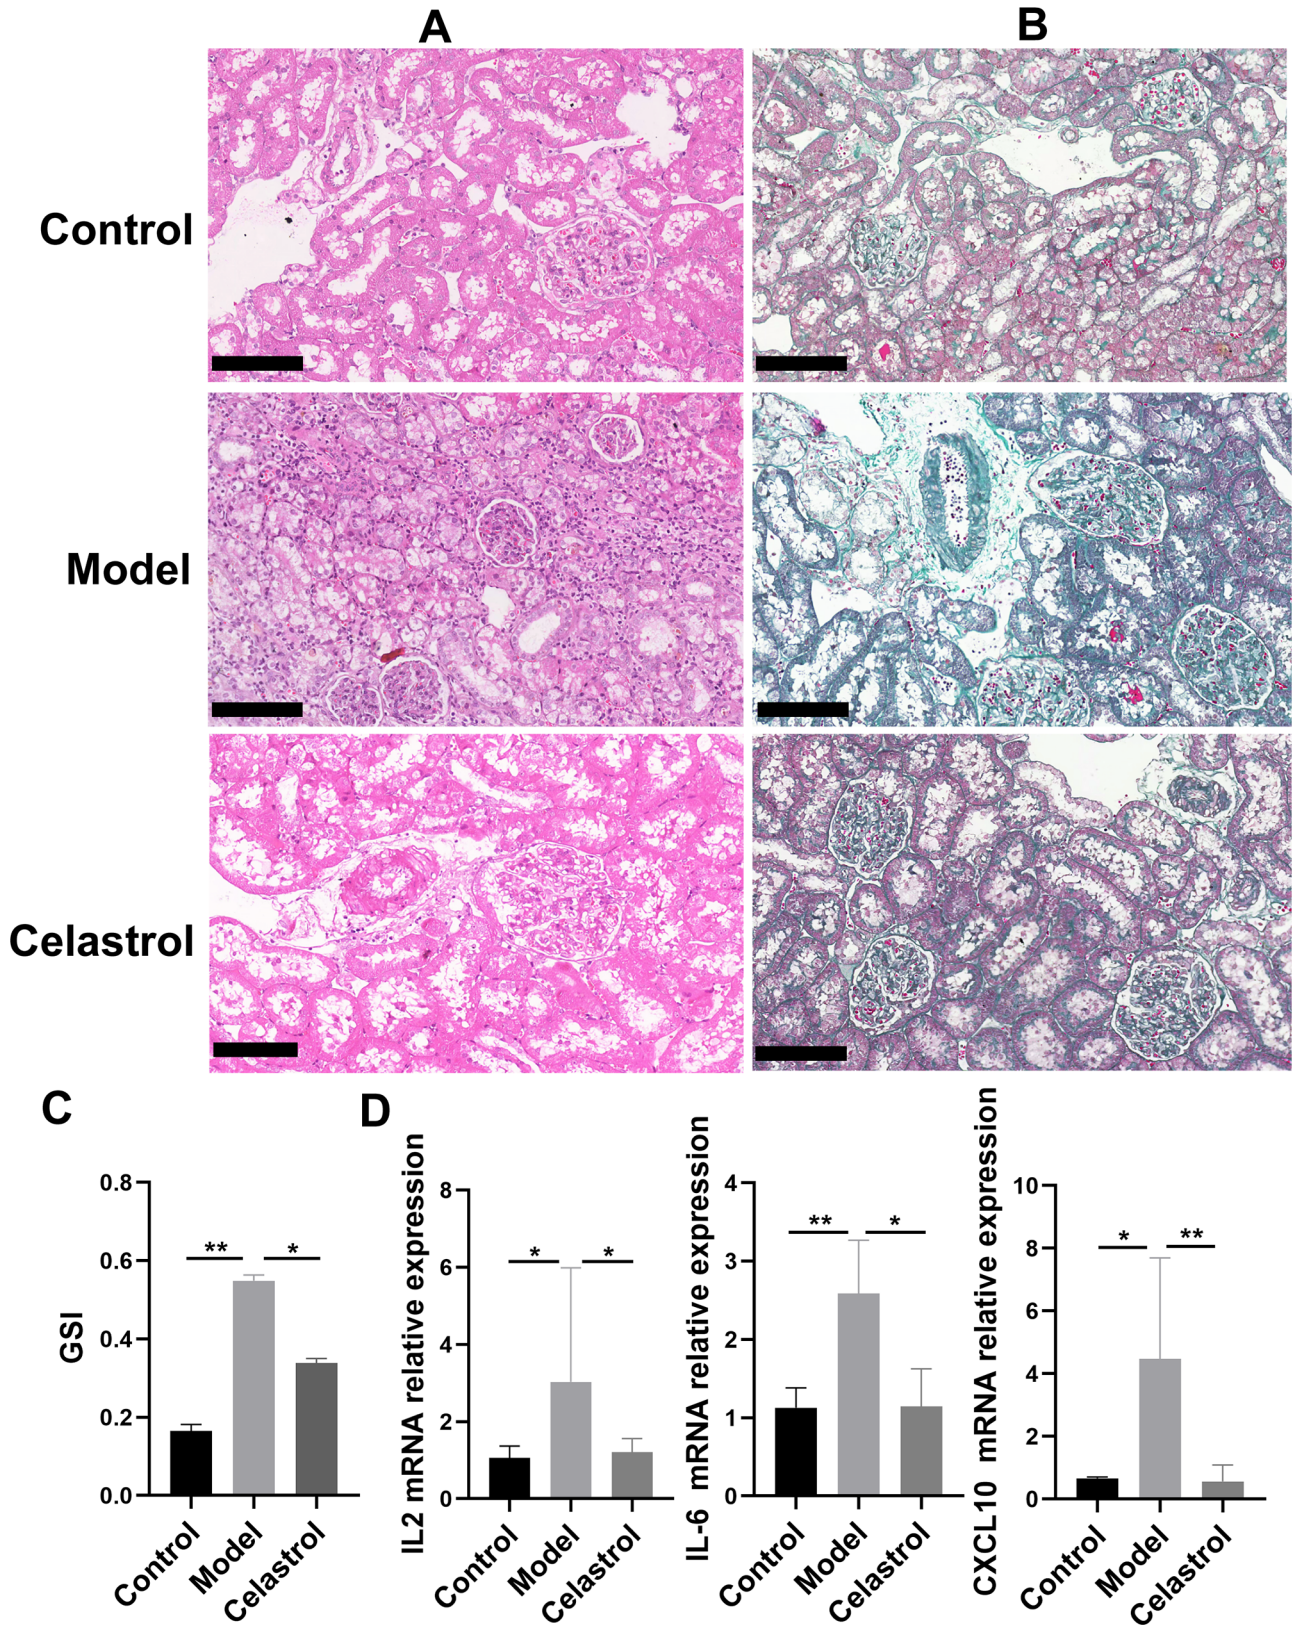 A
B
Control
Model
Celastrol
C
D
GSI
0.8
0.6
0.4
0.2
0.0
** *
Control
Model
Celastrol
IL2 mRNA relative expression
8
6
4
2
0
* *
Control
Model
Celastrol
IL-6 mRNA relative expression
4
3
2
1
0
** *
Control
Model
Celastrol
CXCL10 mRNA relative expression
10
8
6
4
2
0
* **
Control
Model
Celastrol